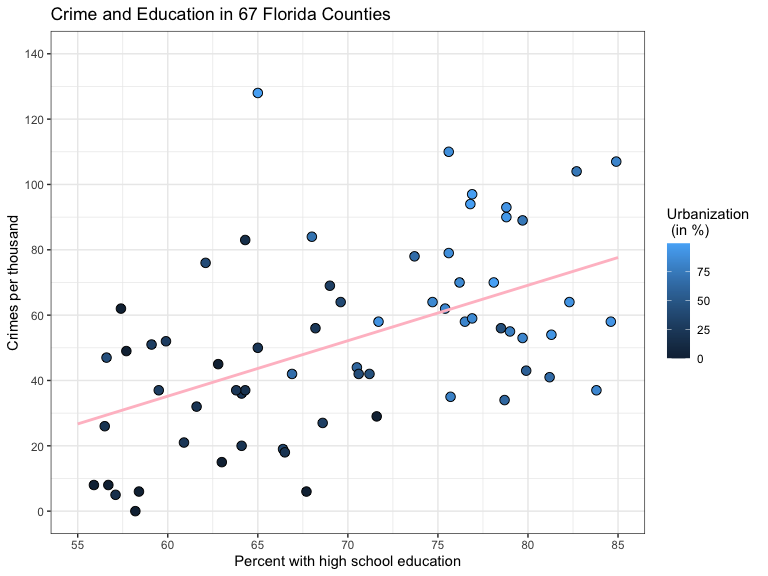 Crime and Education in 67 Florida Counties
140
120
100
80
60
40
20
0
Crimes per thousand
55 60 65 70 75 80 85
Percent with high school education
Urbanization
(in %)
75
50
25
0